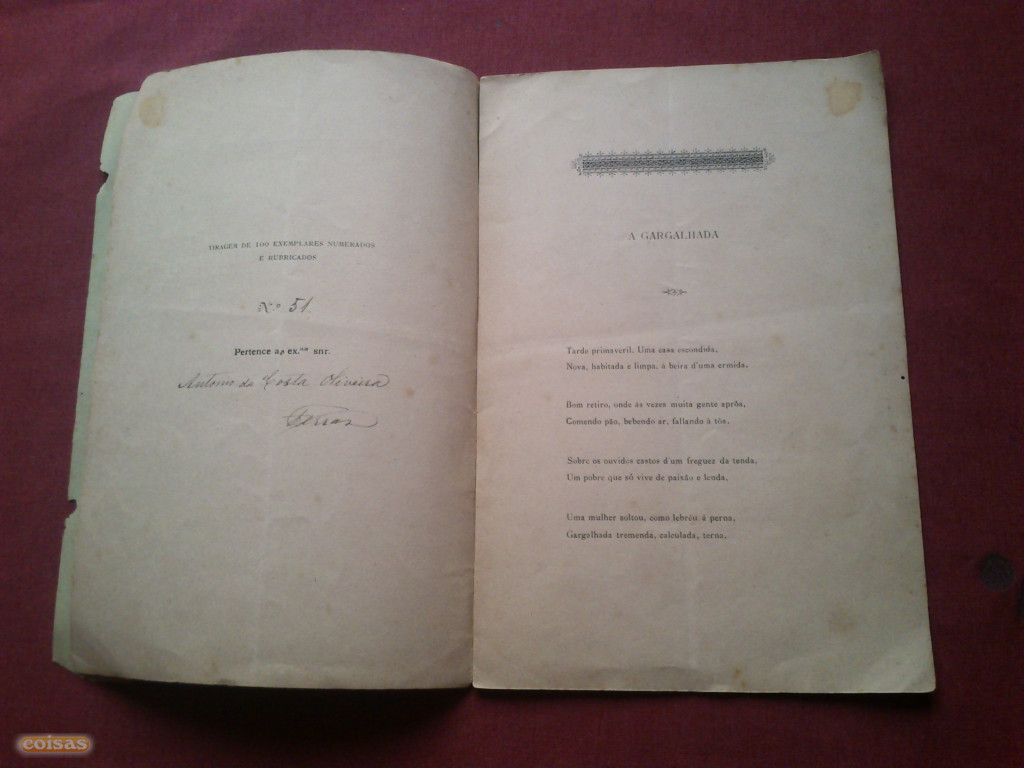 TIRAGEM DE 100 EXEMPLARES NUMERADOS
E RUBRICADOS
N.º 51.
Pertence ao ex.mo snr.
Antonio da Costa Oliveira
A GARGALHADA
Tarde primaveril. Uma casa escondida,
Nova, habitada e limpa, á beira d'uma ermida.
Bom retiro, onde ás vezes muita gente aprôa,
Comendo pão, bebendo ar, fallando á tôa.
Sobre os ouvidos castos d'um freguez da tenda,
Um pobre que só vive de paixão e lenda,
Uma mulher soltou, como lebréu á perna,
Gargalhada tremenda, calculada, terna,
coisas